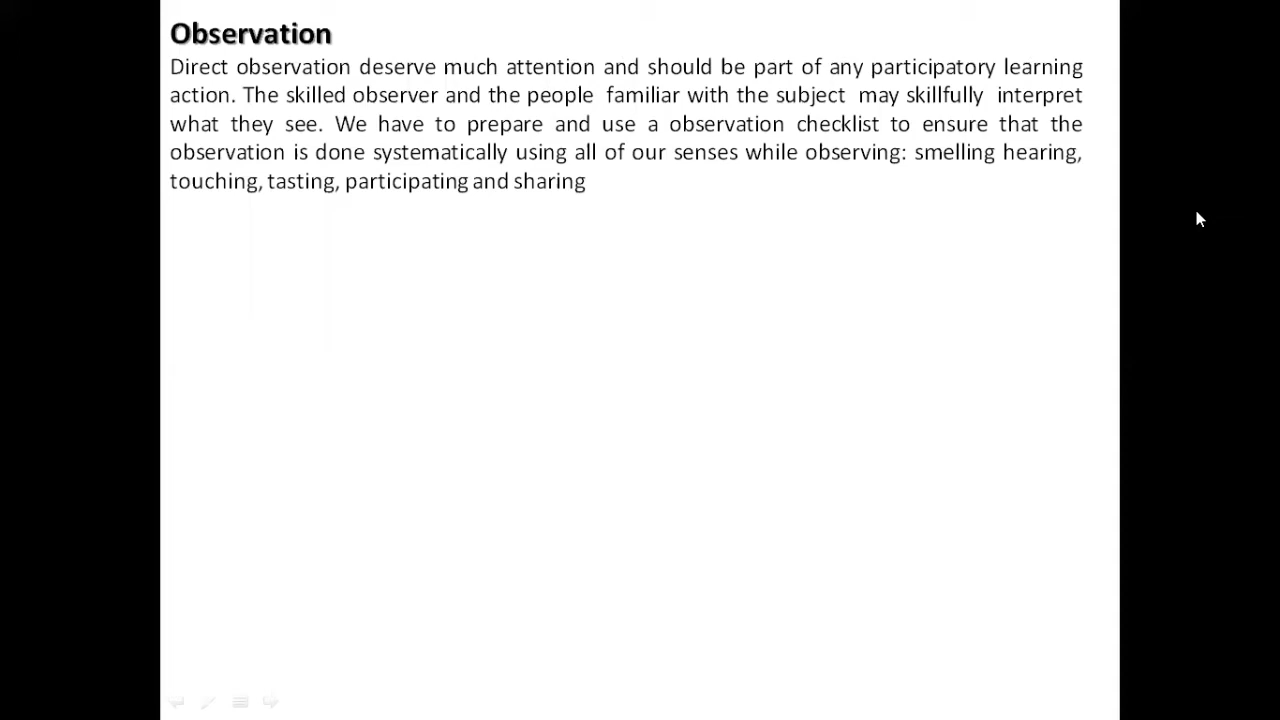 Observation
Direct observation deserve much attention and should be part of any participatory learning
action. The skilled observer and the people familiar with the subject may skillfully interpret
what they see. We have to prepare and use a observation checklist to ensure that the
observation is done systematically using all of our senses while observing: smelling hearing,
touching, tasting, participating and sharing